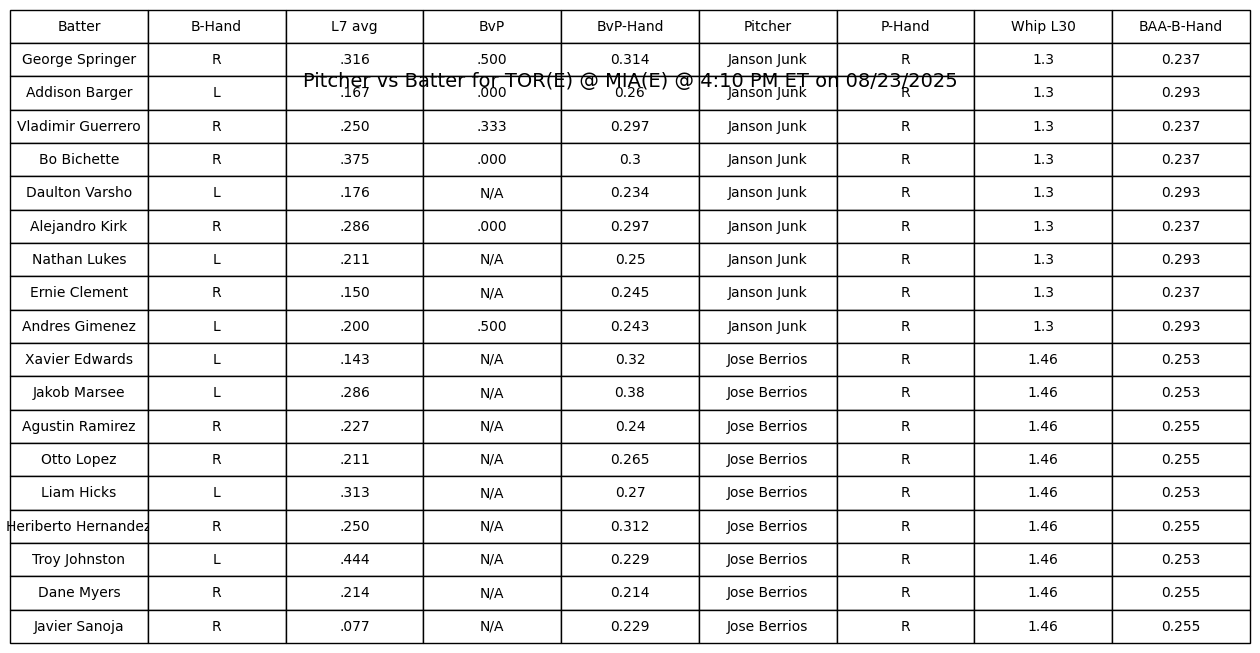 Batter B-Hand L7 avg BvP BvP-Hand Pitcher P-Hand Whip L30 BAA-B-Hand
George Springer R .316 .500 0.314 Janson Junk R 1.3 0.237
Pitcher vs Batter for TOR(E) @ MIA(E) @ 4:10 PM ET on 08/23/2025
Addison Barger L .167 .000 0.26 Janson Junk R 1.3 0.293
Vladimir Guerrero R .250 .333 0.297 Janson Junk R 1.3 0.237
Bo Bichette R .375 .000 0.3 Janson Junk R 1.3 0.237
Daulton Varsho L .176 N/A 0.234 Janson Junk R 1.3 0.293
Alejandro Kirk R .286 .000 0.297 Janson Junk R 1.3 0.237
Nathan Lukes L .211 N/A 0.25 Janson Junk R 1.3 0.293
Ernie Clement R .150 N/A 0.245 Janson Junk R 1.3 0.237
Andres Gimenez L .200 .500 0.243 Janson Junk R 1.3 0.293
Xavier Edwards L .143 N/A 0.32 Jose Berrios R 1.46 0.253
Jakob Marsee L .286 N/A 0.38 Jose Berrios R 1.46 0.253
Agustin Ramirez R .227 N/A 0.24 Jose Berrios R 1.46 0.255
Otto Lopez R .211 N/A 0.265 Jose Berrios R 1.46 0.255
Liam Hicks L .313 N/A 0.27 Jose Berrios R 1.46 0.253
Heriberto Hernandez R .250 N/A 0.312 Jose Berrios R 1.46 0.255
Troy Johnston L .444 N/A 0.229 Jose Berrios R 1.46 0.253
Dane Myers R .214 N/A 0.214 Jose Berrios R 1.46 0.255
Javier Sanoja R .077 N/A 0.229 Jose Berrios R 1.46 0.255